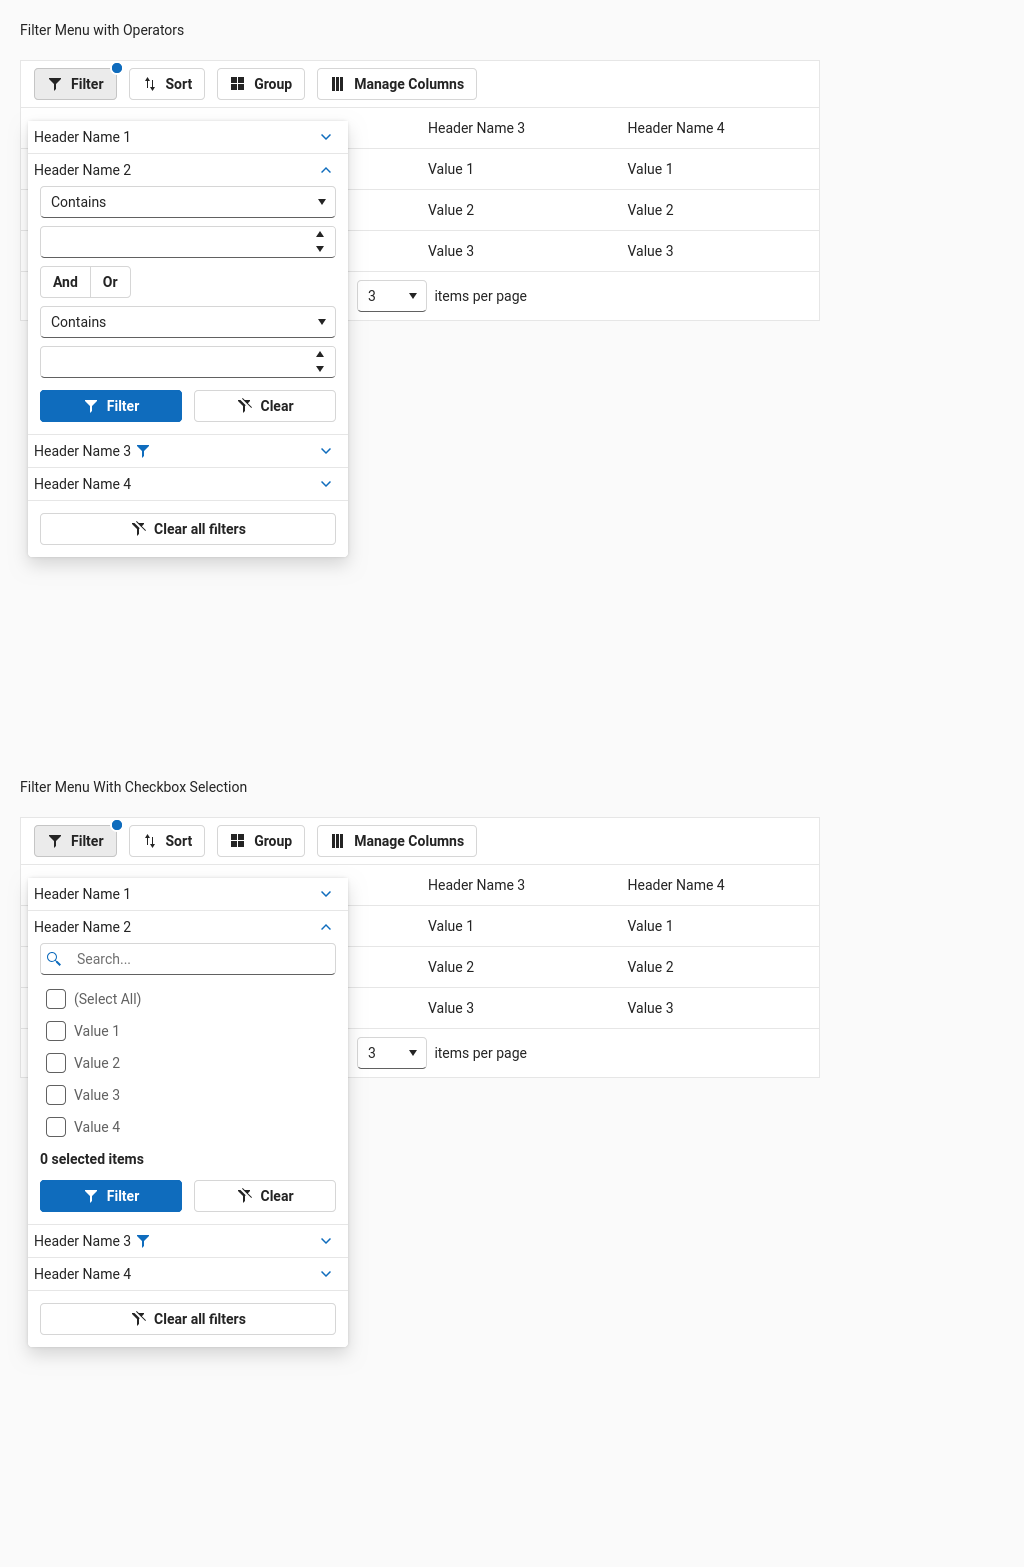 Filter Menu with Operators
Filter Sort Group Manage Columns
Header Name 3 Header Name 4
Header Name 1
Header Name 2
Value 1 Value 1
Contains
Value 2 Value 2
Value 3 Value 3
And Or
3 items per page
Contains
Filter Clear
Header Name 3
Header Name 4
Clear all filters
Filter Menu With Checkbox Selection
Filter Sort Group Manage Columns
Header Name 3 Header Name 4
Header Name 1
Header Name 2
Value 1 Value 1
Search...
Value 2 Value 2
(Select All)
Value 3 Value 3
Value 1
3 items per page
Value 2
Value 3
Value 4
0 selected items
Filter Clear
Header Name 3
Header Name 4
Clear all filters